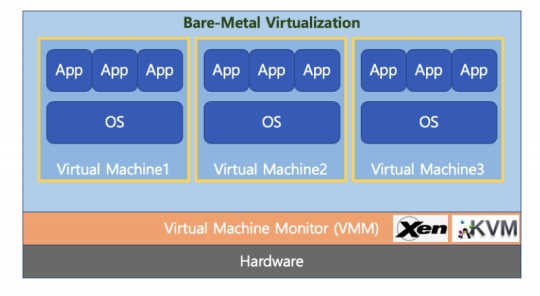 Bare-Metal Virtualization
App App App App App App App App App
OS OS OS
Virtual Machine1 Virtual Machine2 Virtual Machine3
Virtual Machine Monitor (VMM) Xen KVM
Hardware